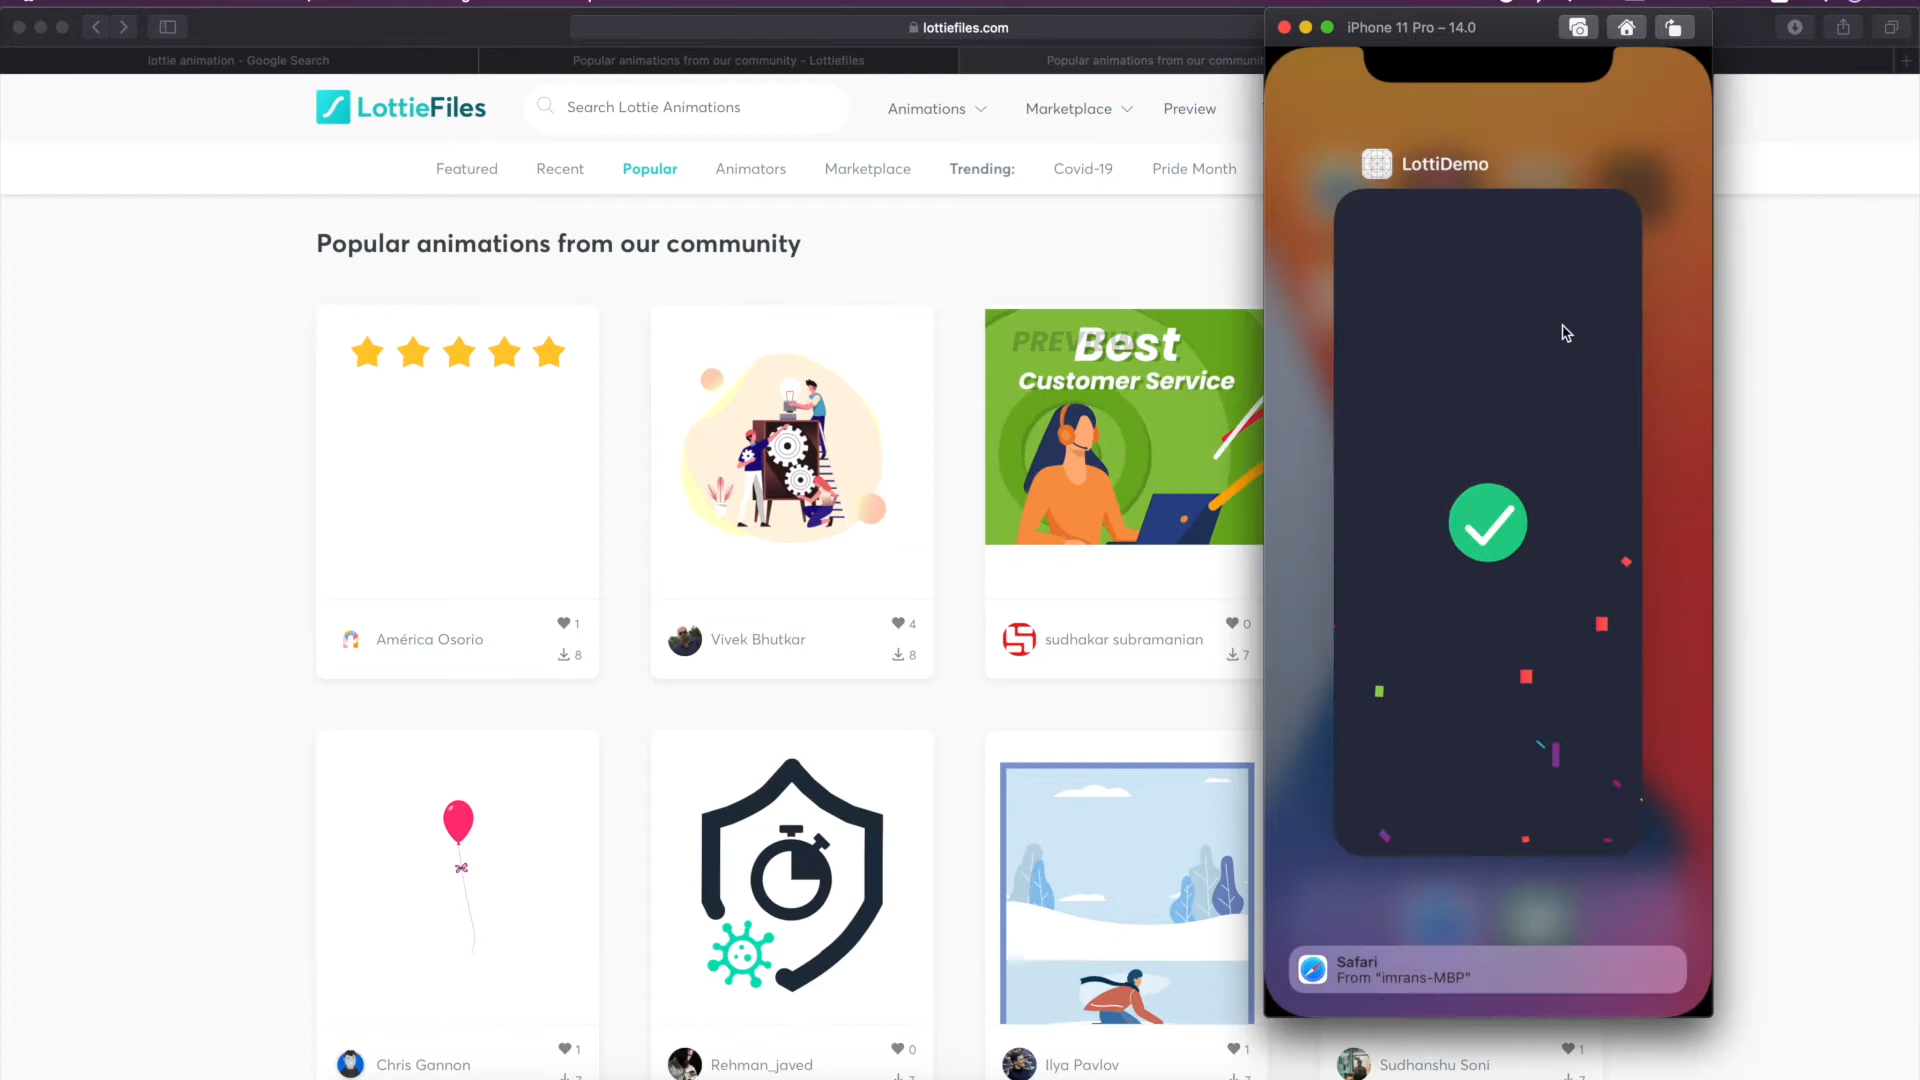 lottiefiles.com
iPhone 11 Pro – 14.0
lottie animation - Google Search
Popular animations from our community - Lottiefiles
Popular animations from our communit
LottieFiles
Search Lottie Animations
Animations
Marketplace
Preview
Featured
Recent
Popular
Animators
Marketplace
Trending:
Covid-19
Pride Month
LottiDemo
Popular animations from our community
PREVIEW
Best
Customer Service
América Osorio
1
8
Vivek Bhutkar
4
8
sudhakar subramanian
0
7
Safari
From "imrans-MBP"
Chris Gannon
1
Rehman_javed
0
Ilya Pavlov
1
Sudhanshu Soni
1